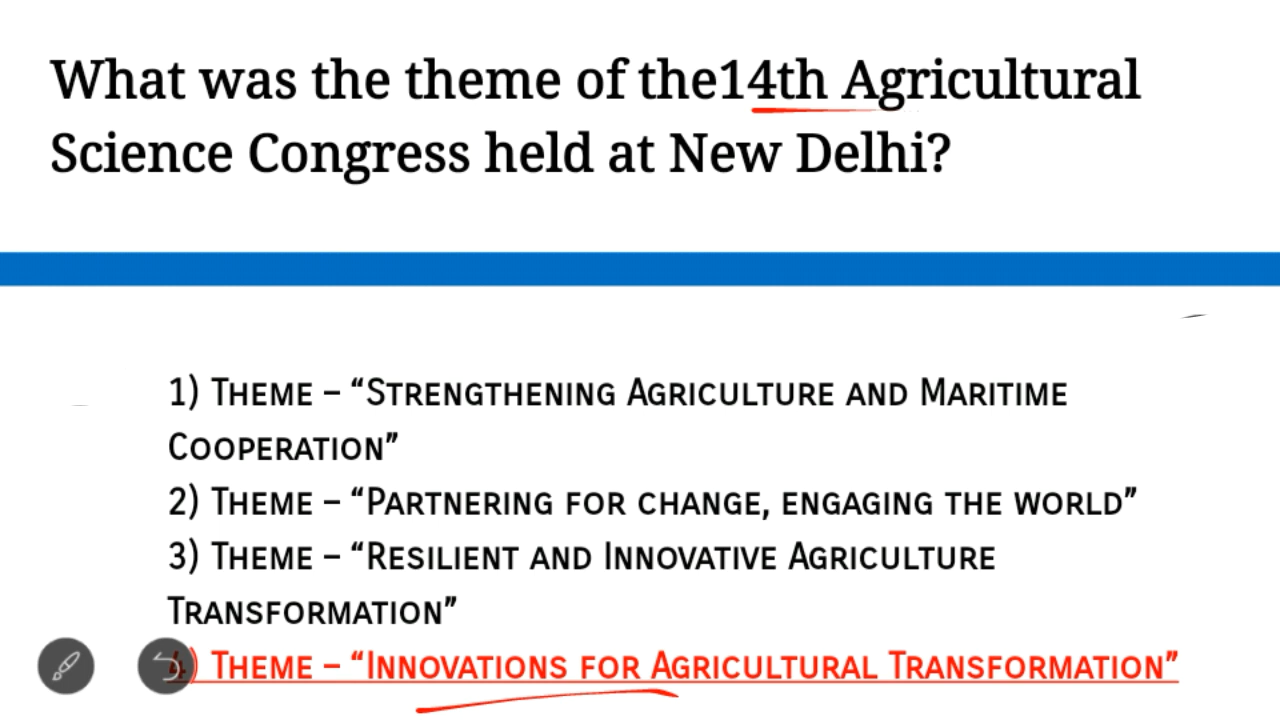 What was the theme of the14th Agricultural
Science Congress held at New Delhi?
1) Theme – “Strengthening Agriculture and Maritime
Cooperation”
2) Theme – “Partnering for change, engaging the world”
3) Theme – “Resilient and Innovative Agriculture
Transformation”
4) Theme – “Innovations for Agricultural Transformation”